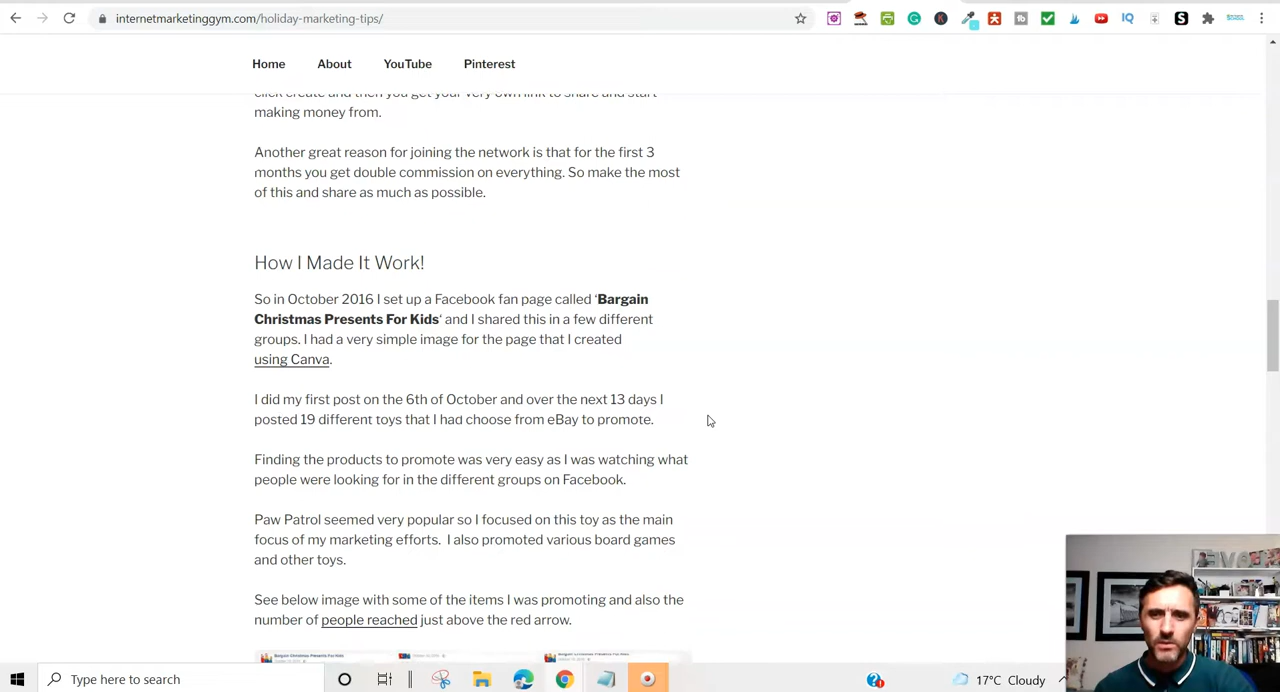 internetmarketinggym.com/holiday-marketing-tips/
Home About YouTube Pinterest
click create and then you get your very own link to share and start
making money from.
Another great reason for joining the network is that for the first 3
months you get double commission on everything. So make the most
of this and share as much as possible.
How I Made It Work!
So in October 2016 I set up a Facebook fan page called ‘Bargain
Christmas Presents For Kids‘ and I shared this in a few different
groups. I had a very simple image for the page that I created
using Canva.
I did my first post on the 6th of October and over the next 13 days I
posted 19 different toys that I had choose from eBay to promote.
Finding the products to promote was very easy as I was watching what
people were looking for in the different groups on Facebook.
Paw Patrol seemed very popular so I focused on this toy as the main
focus of my marketing efforts. I also promoted various board games
and other toys.
See below image with some of the items I was promoting and also the
number of people reached just above the red arrow.
Bargain Christmas Presents For Kids
Bargain Christmas Presents For Kids
Type here to search
17°C Cloudy